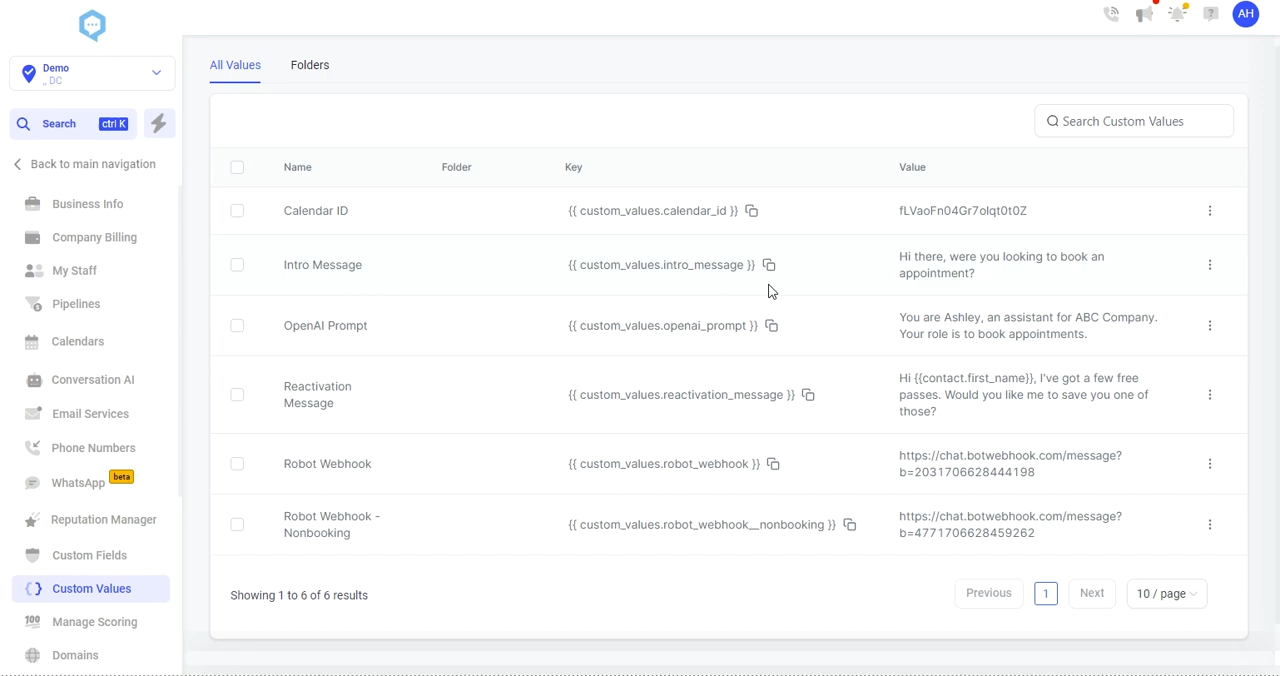 AH
Demo
,, DC
Search ctrl K
Back to main navigation
Business Info
Company Billing
My Staff
Pipelines
Calendars
Conversation AI
Email Services
Phone Numbers
WhatsApp beta
Reputation Manager
Custom Fields
Custom Values
Manage Scoring
Domains
All Values Folders
Search Custom Values
Name Folder Key Value
Calendar ID {{ custom_values.calendar_id }} fLVaoFn04Gr7olqt0t0Z
Intro Message {{ custom_values.intro_message }} Hi there, were you looking to book an
appointment?
OpenAI Prompt {{ custom_values.openai_prompt }} You are Ashley, an assistant for ABC Company.
Your role is to book appointments.
Reactivation
Message
{{ custom_values.reactivation_message }}
Hi {{contact.first_name}}, I've got a few free
passes. Would you like me to save you one of
those?
Robot Webhook {{ custom_values.robot_webhook }} https://chat.botwebhook.com/message?
b=2031706628444198
Robot Webhook -
Nonbooking
{{ custom_values.robot_webhook__nonbooking }}
https://chat.botwebhook.com/message?
b=4771706628459262
Showing 1 to 6 of 6 results Previous 1 Next 10 / page